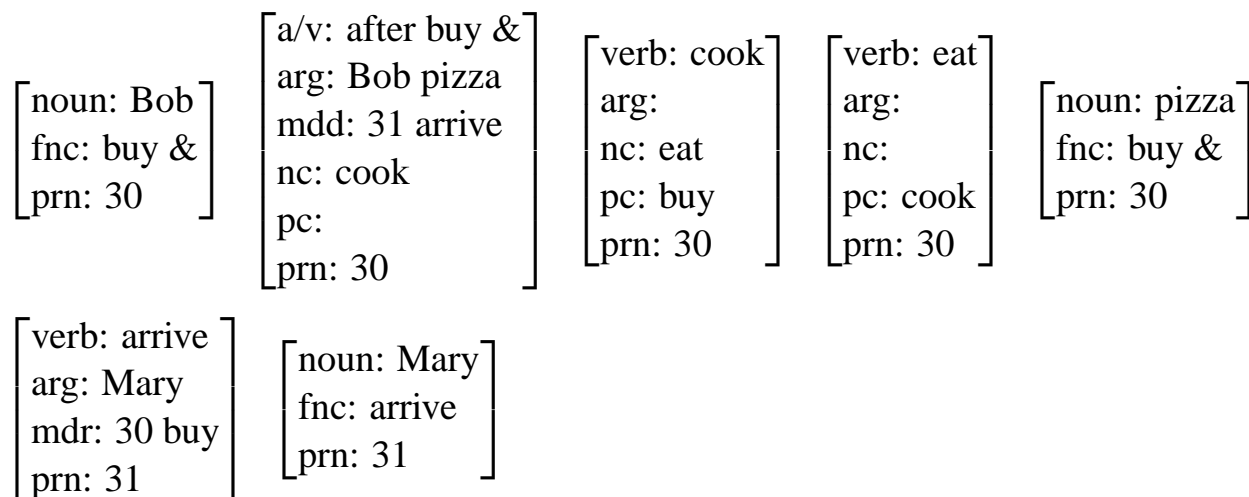 noun: Bob
fnc: buy &
prn: 30
a/v: after buy &
arg: Bob pizza
mdd: 31 arrive
nc: cook
pc:
prn: 30
verb: cook
arg:
nc: eat
pc: buy
prn: 30
verb: eat
arg:
nc:
pc: cook
prn: 30
noun: pizza
fnc: buy &
prn: 30
verb: arrive
arg: Mary
mdr: 30 buy
prn: 31
noun: Mary
fnc: arrive
prn: 31